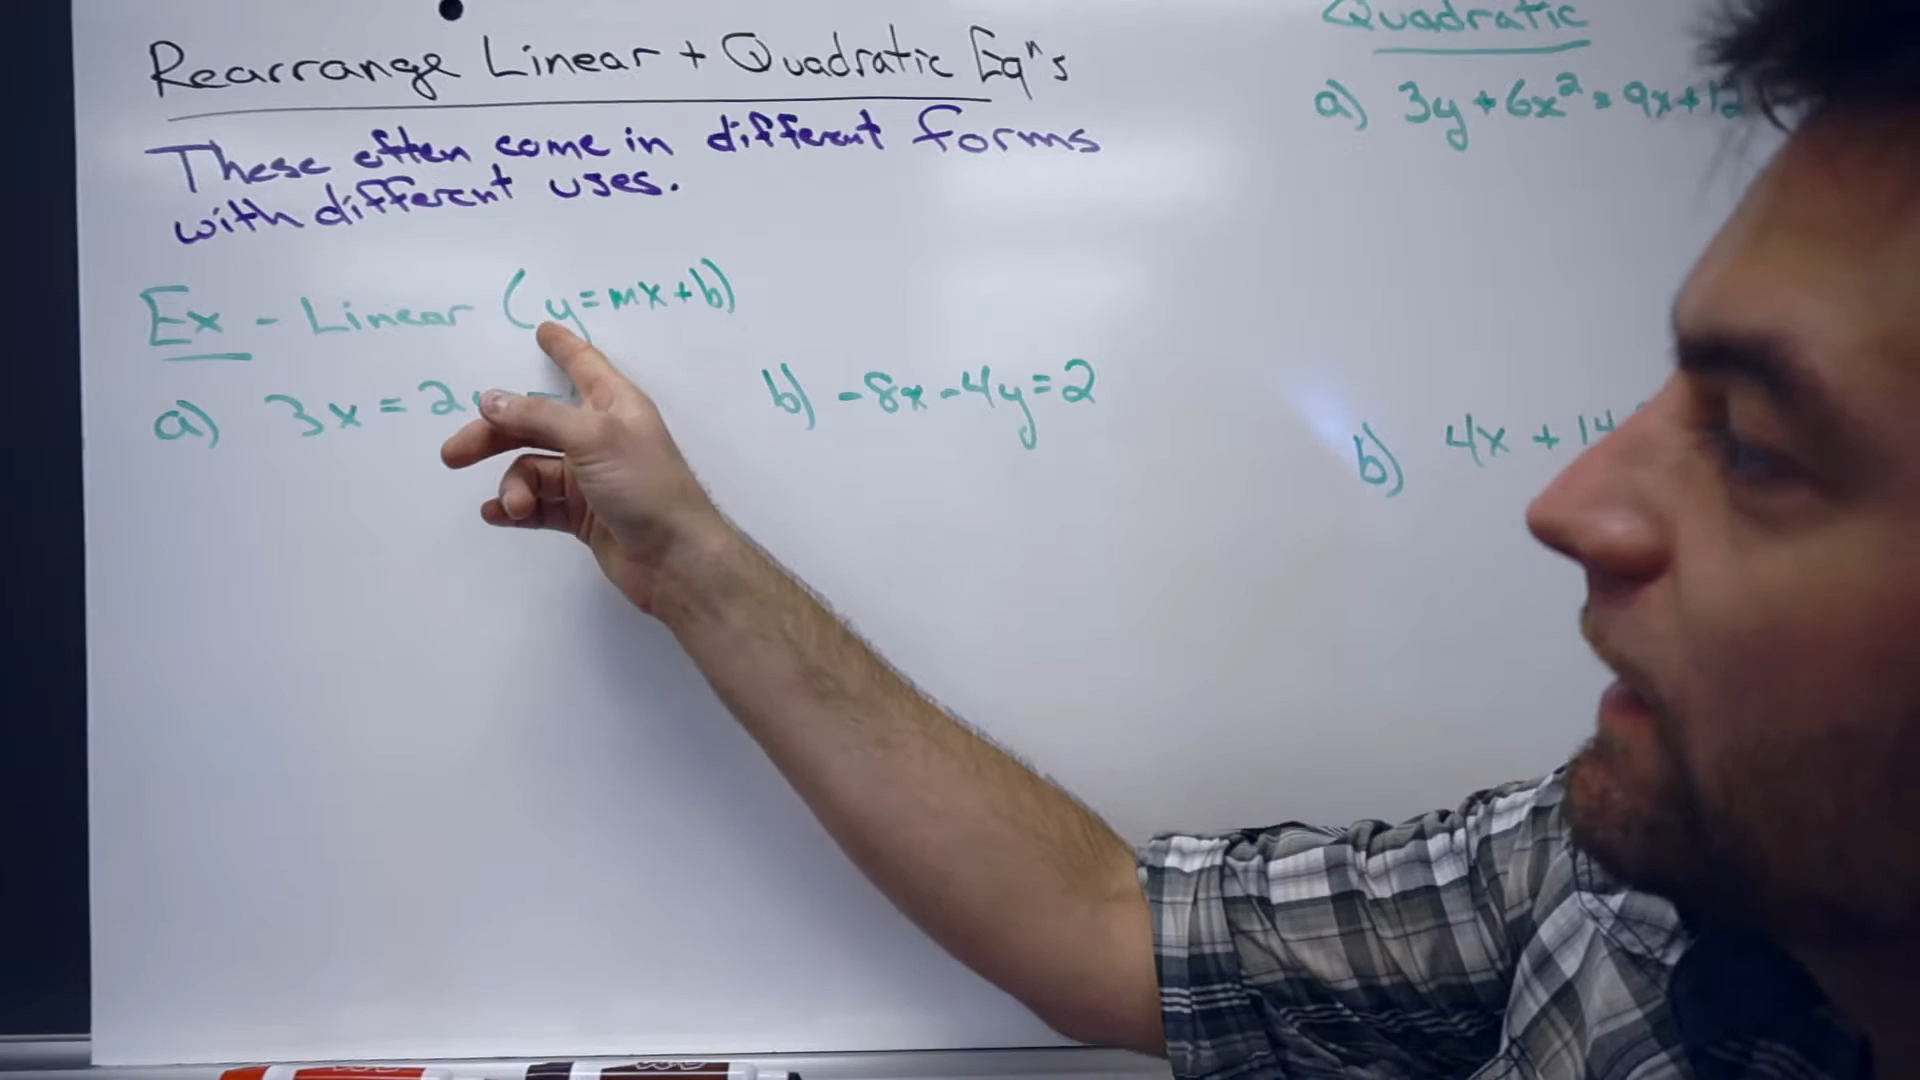 Rearrange Linear + Quadratic Eqⁿ's
These often come in different forms
with different uses.
Ex - Linear (y=mx+b)
a) 3x = 2
b) -8x -4y=2
Quadratic
a) 3y + 6x² = 9x+12
b) 4x + 14